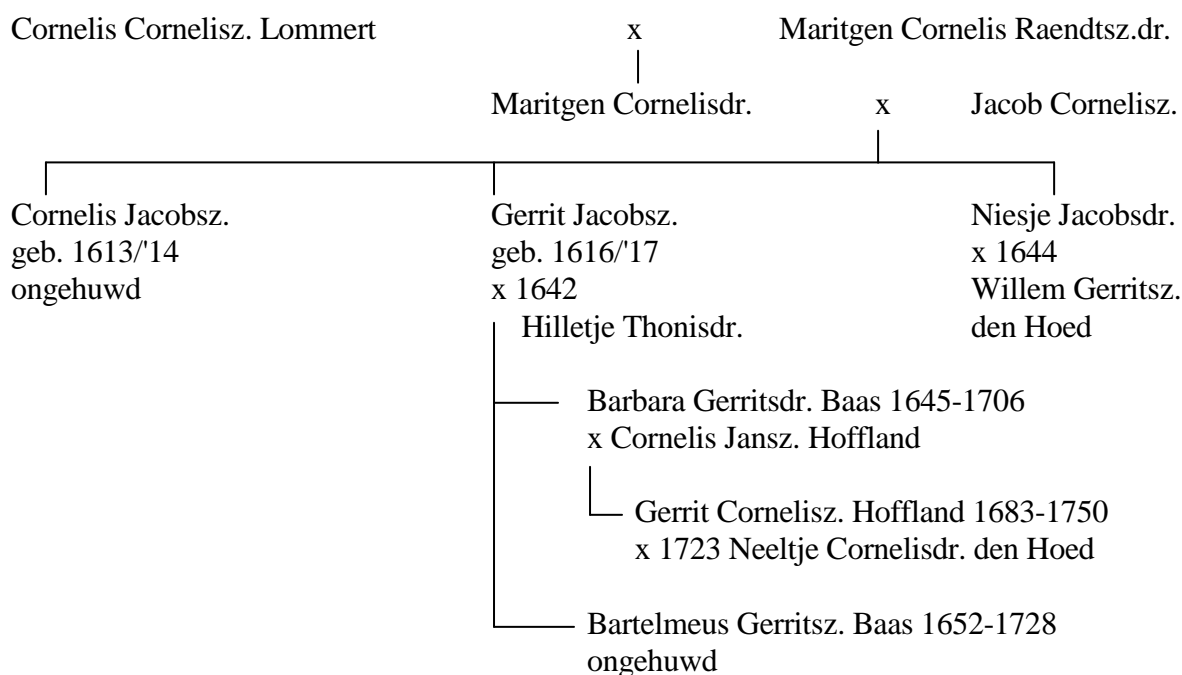 Cornelis Cornelisz. Lommert x Maritgen Cornelis Raendtsz.dr.
Maritgen Cornelisdr. x Jacob Cornelisz.
Cornelis Jacobsz.
geb. 1613/'14
ongehuwd
Gerrit Jacobsz.
geb. 1616/'17
x 1642
Hilletje Thonisdr.
Niesje Jacobsdr.
x 1644
Willem Gerritsz.
den Hoed
Barbara Gerritsdr. Baas 1645-1706
x Cornelis Jansz. Hoffland
Gerrit Cornelisz. Hoffland 1683-1750
x 1723 Neeltje Cornelisdr. den Hoed
Bartelmeus Gerritsz. Baas 1652-1728
ongehuwd